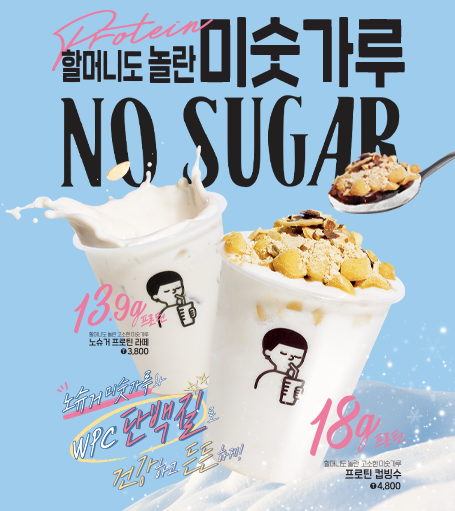 Protein
할머니도 놀란 미숫가루
NO SUGAR
13.9g 프로틴
할머니도 놀란 고소한 미숫가루
노슈거 프로틴 라떼
T 3,800
노슈거 미숫가루와
WPC 단백질로
건강하고 든든하게!
18g 프로틴
할머니도 놀란 고소한 미숫가루
프로틴 컵빙수
T 4,800